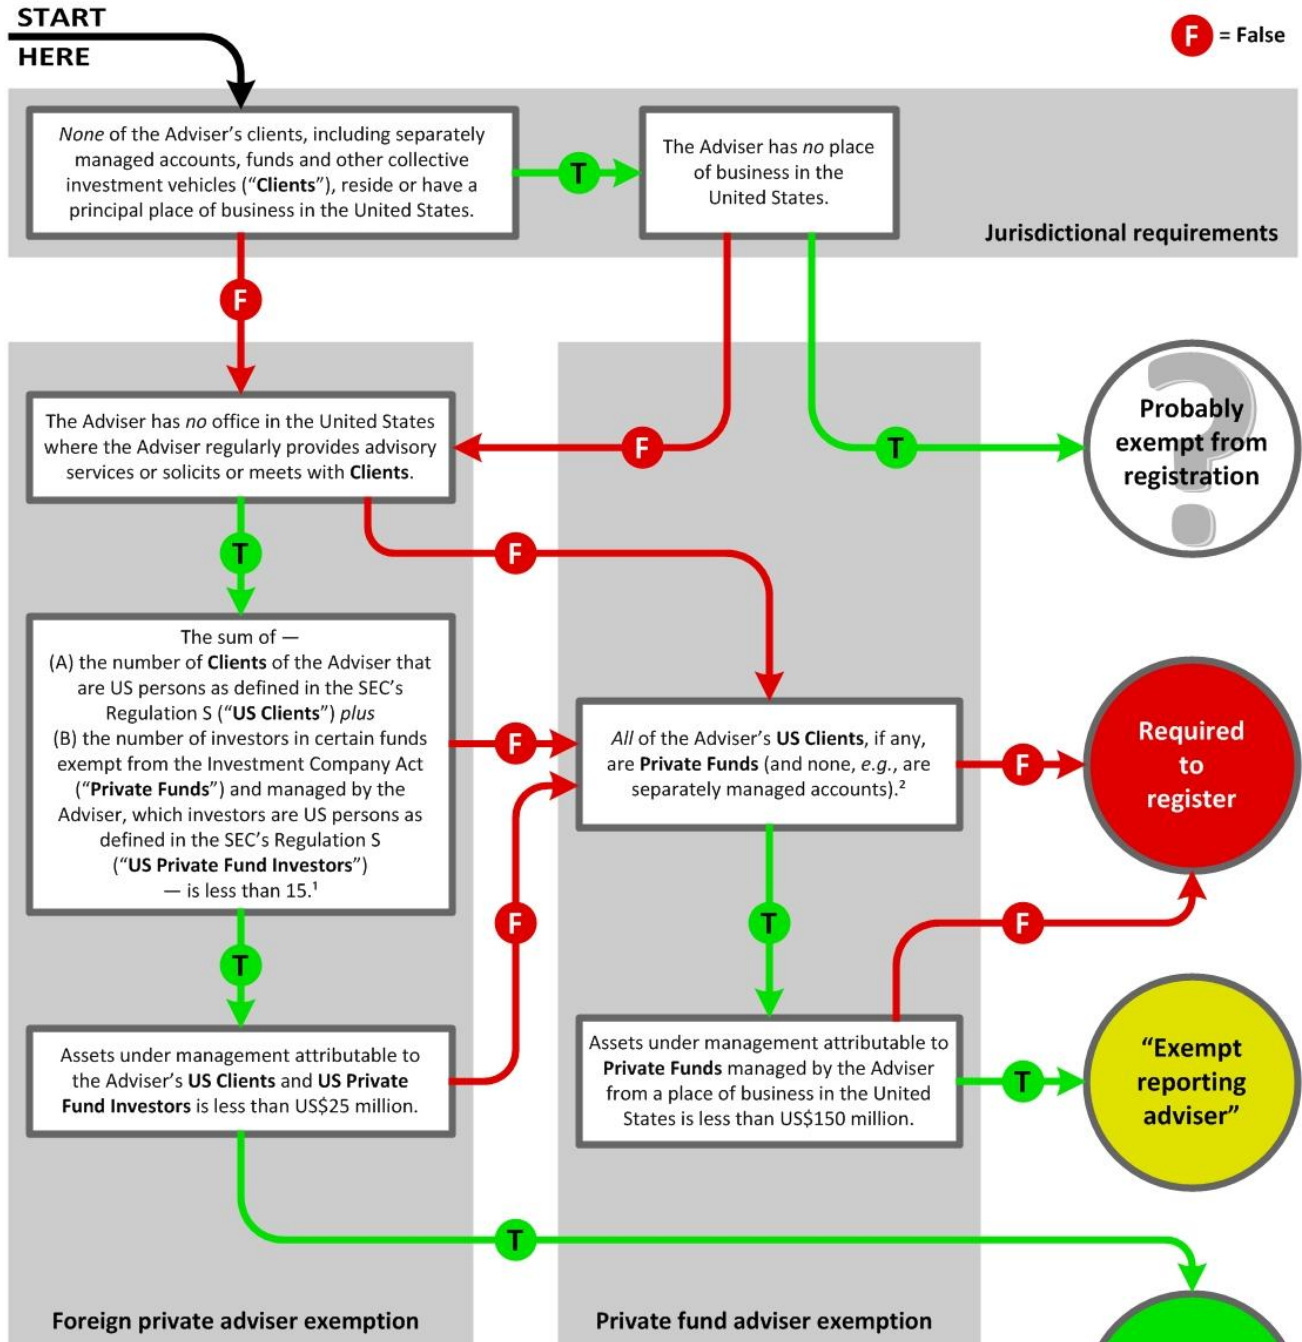 START
HERE
F = False
None of the Adviser's clients, including separately
managed accounts, funds and other collective
investment vehicles ("Clients"), reside or have a
principal place of business in the United States.
T
The Adviser has no place
of business in the
United States.
Jurisdictional requirements
F
The Adviser has no office in the United States
where the Adviser regularly provides advisory
services or solicits or meets with Clients.
F
T
?
Probably
exempt from
registration
T
F
The sum of —
(A) the number of Clients of the Adviser that
are US persons as defined in the SEC's
Regulation S ("US Clients") plus
(B) the number of investors in certain funds
exempt from the Investment Company Act
("Private Funds") and managed by the
Adviser, which investors are US persons as
defined in the SEC's Regulation S
("US Private Fund Investors")
— is less than 15.¹
F
All of the Adviser's US Clients, if any,
are Private Funds (and none, e.g., are
separately managed accounts).²
F
Required
to
register
T
F
T
F
Assets under management attributable to
the Adviser's US Clients and US Private
Fund Investors is less than US$25 million.
Assets under management attributable to
Private Funds managed by the Adviser
from a place of business in the United
States is less than US$150 million.
T
"Exempt
reporting
adviser"
T
Foreign private adviser exemption
Private fund adviser exemption